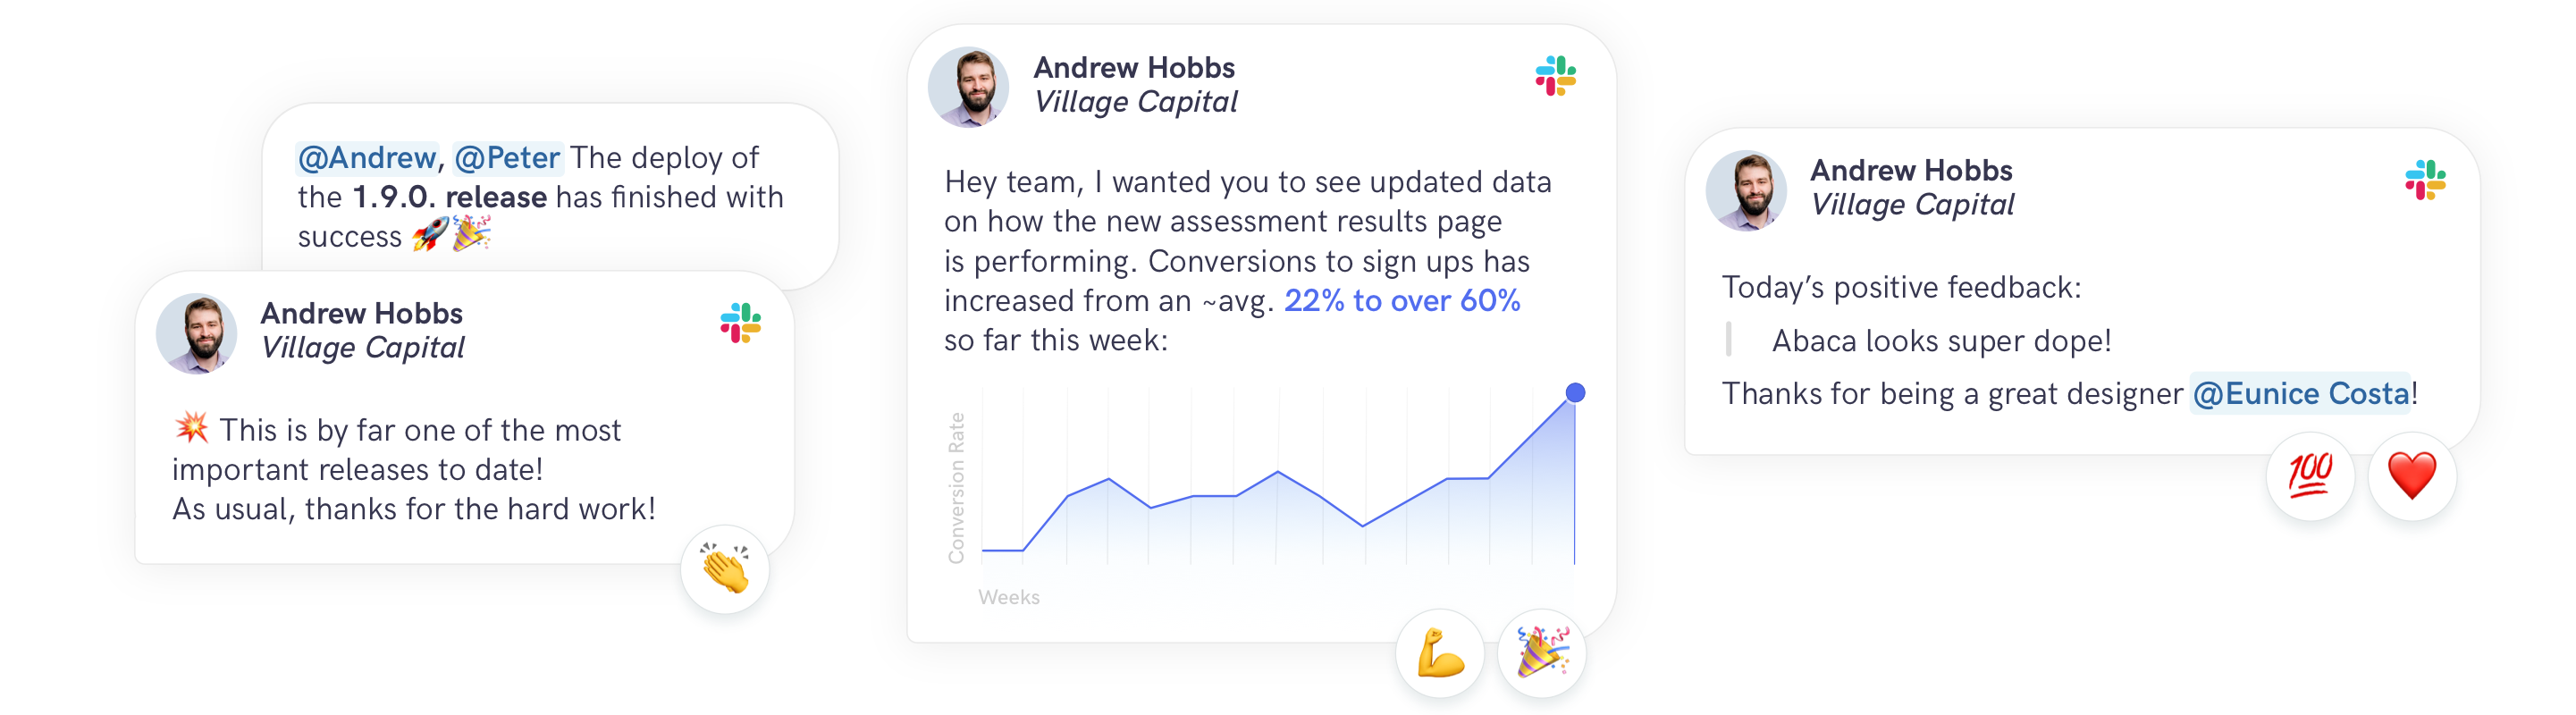 @Andrew, @Peter The deploy of
the 1.9.0. release has finished with
success 🚀🎉
Andrew Hobbs
Village Capital
💥 This is by far one of the most
important releases to date!
As usual, thanks for the hard work!
Andrew Hobbs
Village Capital
Hey team, I wanted you to see updated data
on how the new assessment results page
is performing. Conversions to sign ups has
increased from an ~avg. 22% to over 60%
so far this week:
Conversion Rate
Weeks
Andrew Hobbs
Village Capital
Today’s positive feedback:
Abaca looks super dope!
Thanks for being a great designer @Eunice Costa!
💯